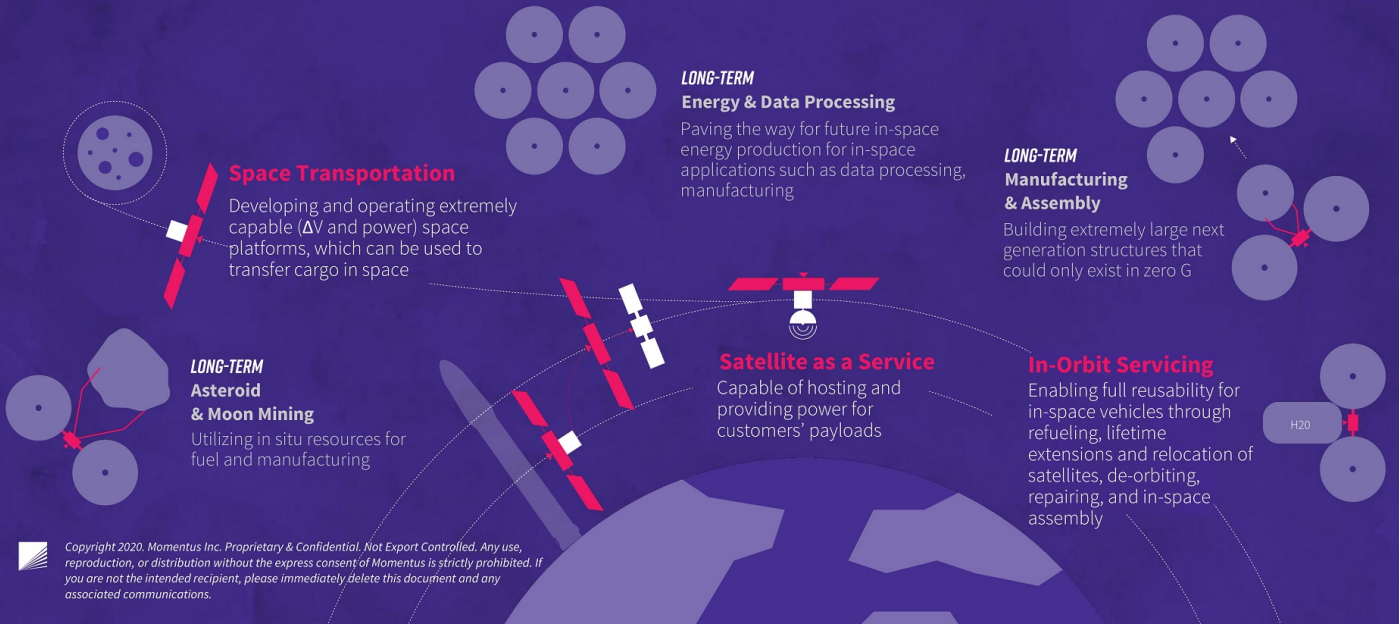 LONG-TERM
Energy & Data Processing
Paving the way for future in-space
energy production for in-space
applications such as data processing,
manufacturing
LONG-TERM
Manufacturing
& Assembly
Building extremely large next
generation structures that
could only exist in zero G
Space Transportation
Developing and operating extremely
capable (ΔV and power) space
platforms, which can be used to
transfer cargo in space
LONG-TERM
Asteroid
& Moon Mining
Utilizing in situ resources for
fuel and manufacturing
Satellite as a Service
Capable of hosting and
providing power for
customers’ payloads
In-Orbit Servicing
Enabling full reusability for
in-space vehicles through
refueling, lifetime
extensions and relocation of
satellites, de-orbiting,
repairing, and in-space
assembly
H20
Copyright 2020. Momentus Inc. Proprietary & Confidential. Not Export Controlled. Any use,
reproduction, or distribution without the express consent of Momentus is strictly prohibited. If
you are not the intended recipient, please immediately delete this document and any
associated communications.